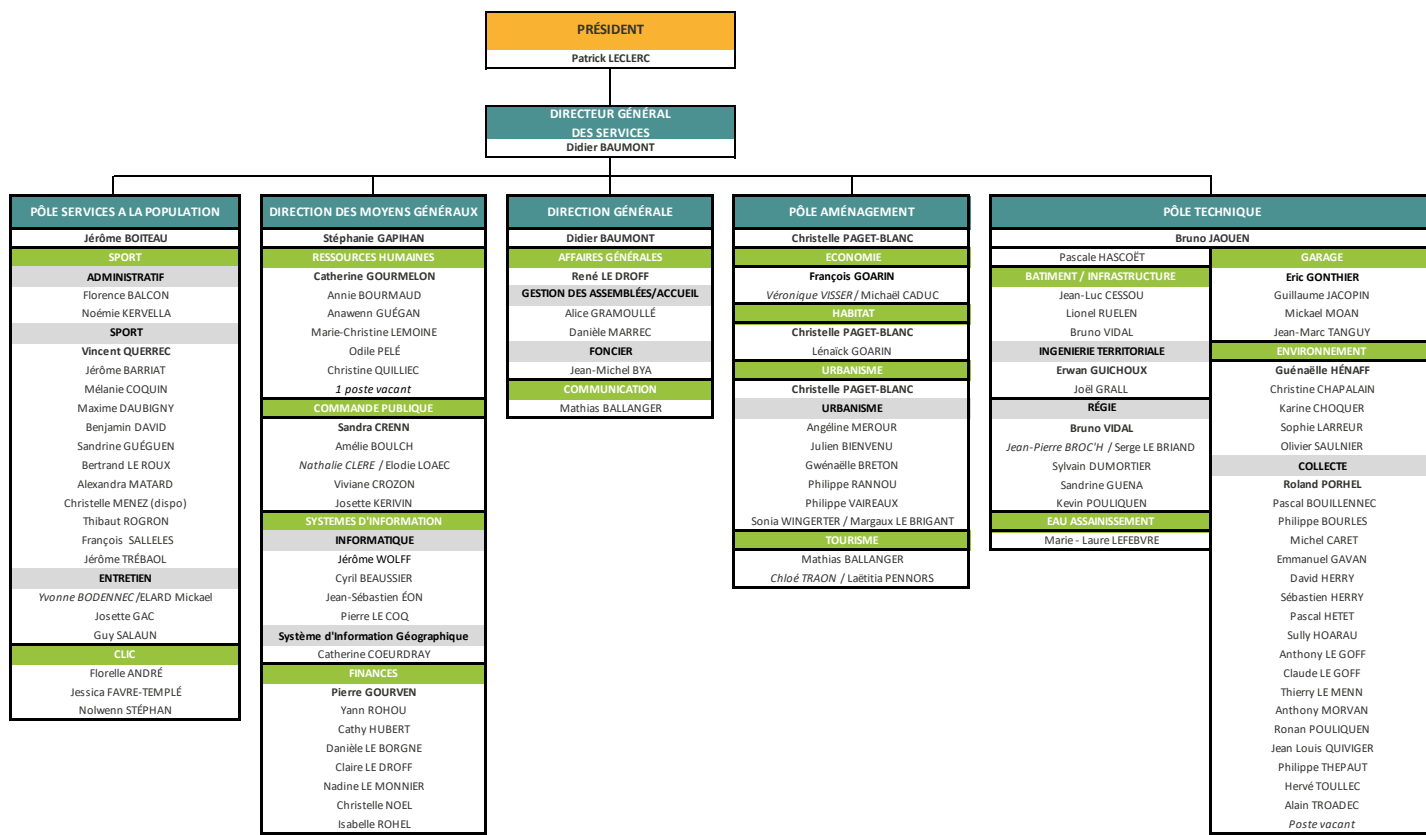 PRÉSIDENT
Patrick LECLERC
DIRECTEUR GÉNÉRAL
DES SERVICES
Didier BAUMONT
PÔLE SERVICES A LA POPULATION
Jérôme BOITEAU
SPORT
ADMINISTRATIF
Florence BALCON
Noémie KERVELLA
SPORT
Vincent QUERREC
Jérôme BARRIAT
Mélanie COQUIN
Maxime DAUBIGNY
Benjamin DAVID
Sandrine GUÉGUEN
Bertrand LE ROUX
Alexandra MATARD
Christelle MENEZ (dispo)
Thibaut ROGRON
François SALLELES
Jérôme TRÉBAOL
ENTRETIEN
Yvonne BODENNEC /ELARD Mickael
Josette GAC
Guy SALAUN
CLIC
Florelle ANDRÉ
Jessica FAVRE-TEMPLÉ
Nolwenn STÉPHAN
DIRECTION DES MOYENS GÉNÉRAUX
Stéphanie GAPIHAN
RESSOURCES HUMAINES
Catherine GOURMELON
Annie BOURMAUD
Anawenn GUÉGAN
Marie-Christine LEMOINE
Odile PELÉ
Christine QUILLIEC
1 poste vacant
COMMANDE PUBLIQUE
Sandra CRENN
Amélie BOULCH
Nathalie CLERE / Elodie LOAEC
Viviane CROZON
Josette KERIVIN
SYSTEMES D'INFORMATION
INFORMATIQUE
Jérôme WOLFF
Cyril BEAUSSIER
Jean-Sébastien ÉON
Pierre LE COQ
Système d'Information Géographique
Catherine COEURDRAY
FINANCES
Pierre GOURVEN
Yann ROHOU
Cathy HUBERT
Danièle LE BORGNE
Claire LE DROFF
Nadine LE MONNIER
Christelle NOEL
Isabelle ROHEL
DIRECTION GÉNÉRALE
Didier BAUMONT
AFFAIRES GÉNÉRALES
René LE DROFF
GESTION DES ASSEMBLÉES/ACCUEIL
Alice GRAMOULLÉ
Danièle MARREC
FONCIER
Jean-Michel BYA
COMMUNICATION
Mathias BALLANGER
PÔLE AMÉNAGEMENT
Christelle PAGET-BLANC
ECONOMIE
François GOARIN
Véronique VISSER / Michaël CADUC
HABITAT
Christelle PAGET-BLANC
Lénaïck GOARIN
URBANISME
Christelle PAGET-BLANC
URBANISME
Angéline MEROUR
Julien BIENVENU
Gwénaëlle BRETON
Philippe RANNOU
Philippe VAIREAUX
Sonia WINGERTER / Margaux LE BRIGANT
TOURISME
Mathias BALLANGER
Chloé TRAON / Laëtitia PENNORS
PÔLE TECHNIQUE
Bruno JAOUEN
Pascale HASCOËT
BATIMENT / INFRASTRUCTURE
Jean-Luc CESSOU
Lionel RUELEN
Bruno VIDAL
INGENIERIE TERRITORIALE
Erwan GUICHOUX
Joël GRALL
RÉGIE
Bruno VIDAL
Jean-Pierre BROC'H / Serge LE BRIAND
Sylvain DUMORTIER
Sandrine GUENA
Kevin POULIQUEN
EAU ASSAINISSEMENT
Marie - Laure LEFEBVRE
GARAGE
Eric GONTHIER
Guillaume JACOPIN
Mickael MOAN
Jean-Marc TANGUY
ENVIRONNEMENT
Guénaëlle HÉNAFF
Christine CHAPALAIN
Karine CHOQUER
Sophie LARREUR
Olivier SAULNIER
COLLECTE
Roland PORHEL
Pascal BOUILLENNEC
Philippe BOURLES
Michel CARET
Emmanuel GAVAN
David HERRY
Sébastien HERRY
Pascal HETET
Sully HOARAU
Anthony LE GOFF
Claude LE GOFF
Thierry LE MENN
Anthony MORVAN
Ronan POULIQUEN
Jean Louis QUIVIGER
Philippe THEPAUT
Hervé TOULLEC
Alain TROADEC
Poste vacant